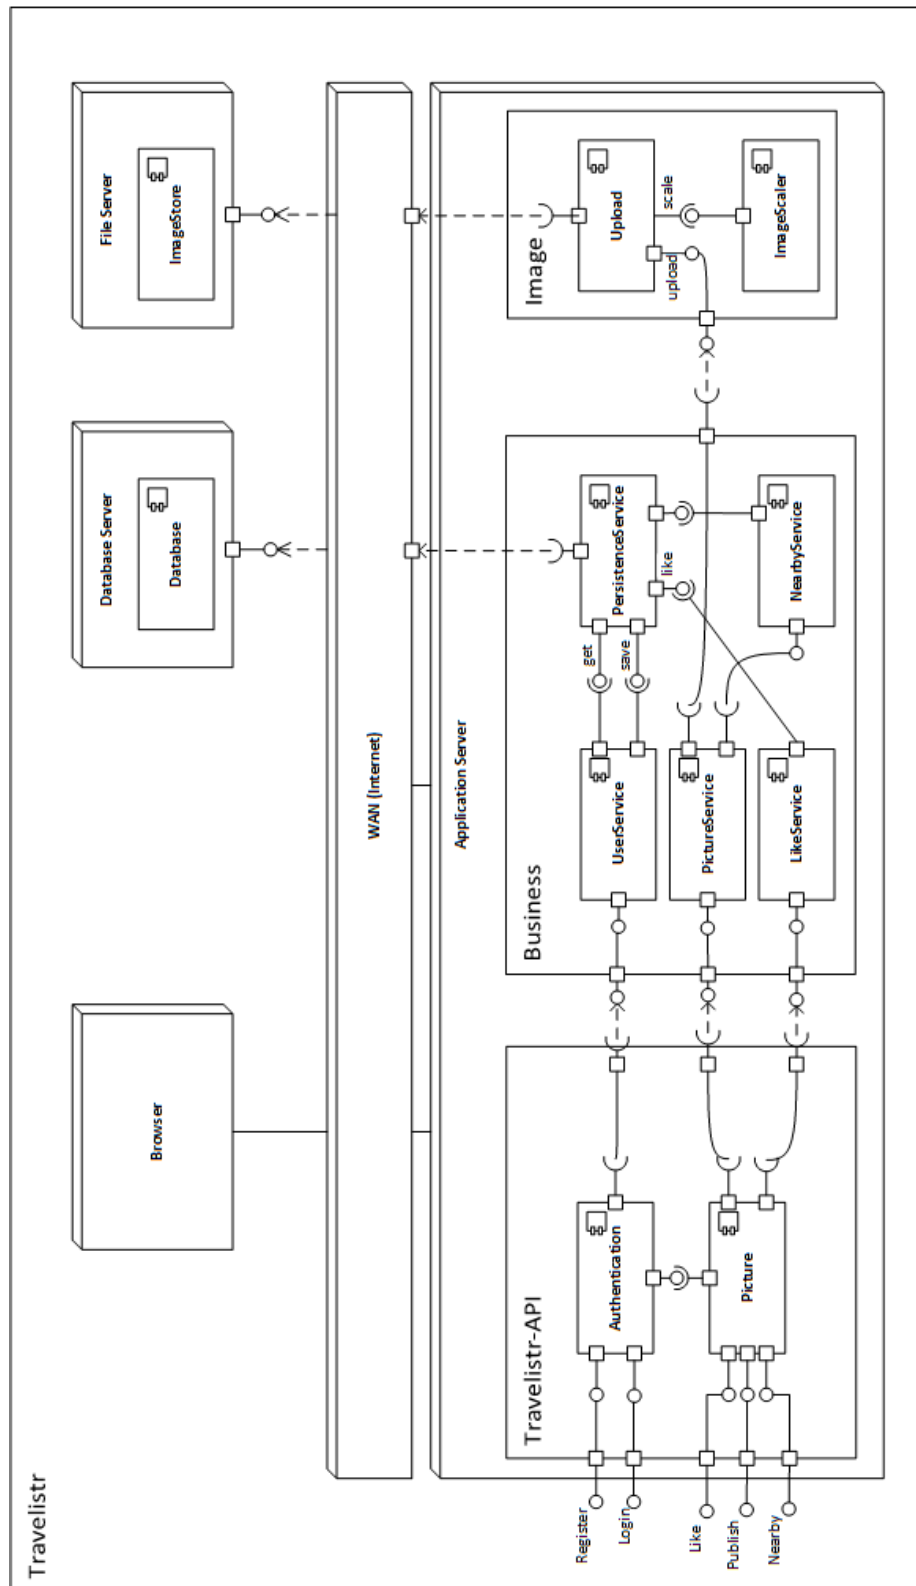 Travelistr
Browser
Database Server
Database
File Server
ImageStore
WAN (Internet)
Application Server
Travelistr-API
Register
Login
Like
Publish
Nearby
Authentication
Picture
Business
UserService
PictureService
LikeService
get
save
PersistenceService
like
NearbyService
Image
Upload
upload
scale
ImageScaler